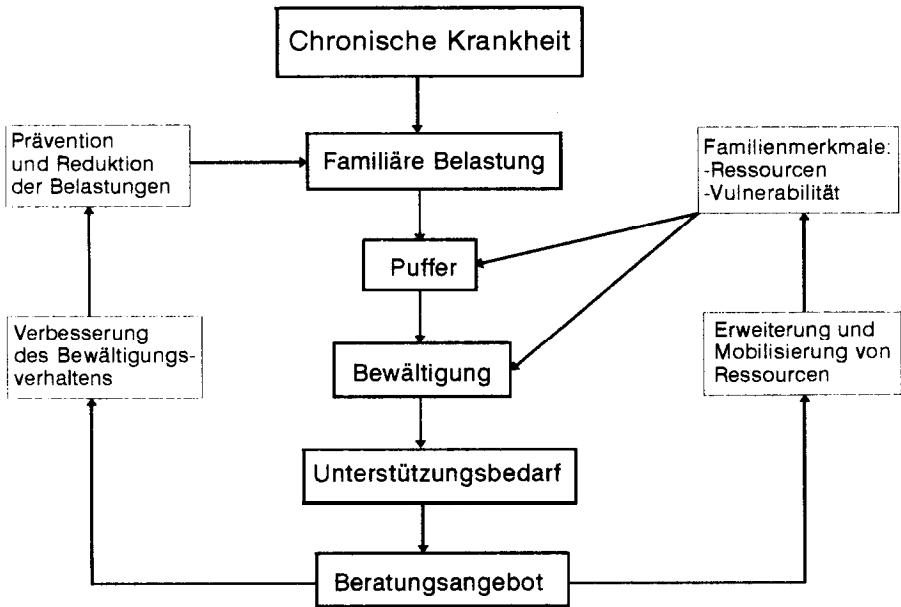 Chronische Krankheit
Prävention
und Reduktion
der Belastungen
Familiäre Belastung
Familienmerkmale:
-Ressourcen
-Vulnerabilität
Puffer
Verbesserung
des Bewältigungs-
verhaltens
Bewältigung
Erweiterung und
Mobilisierung von
Ressourcen
Unterstützungsbedarf
Beratungsangebot